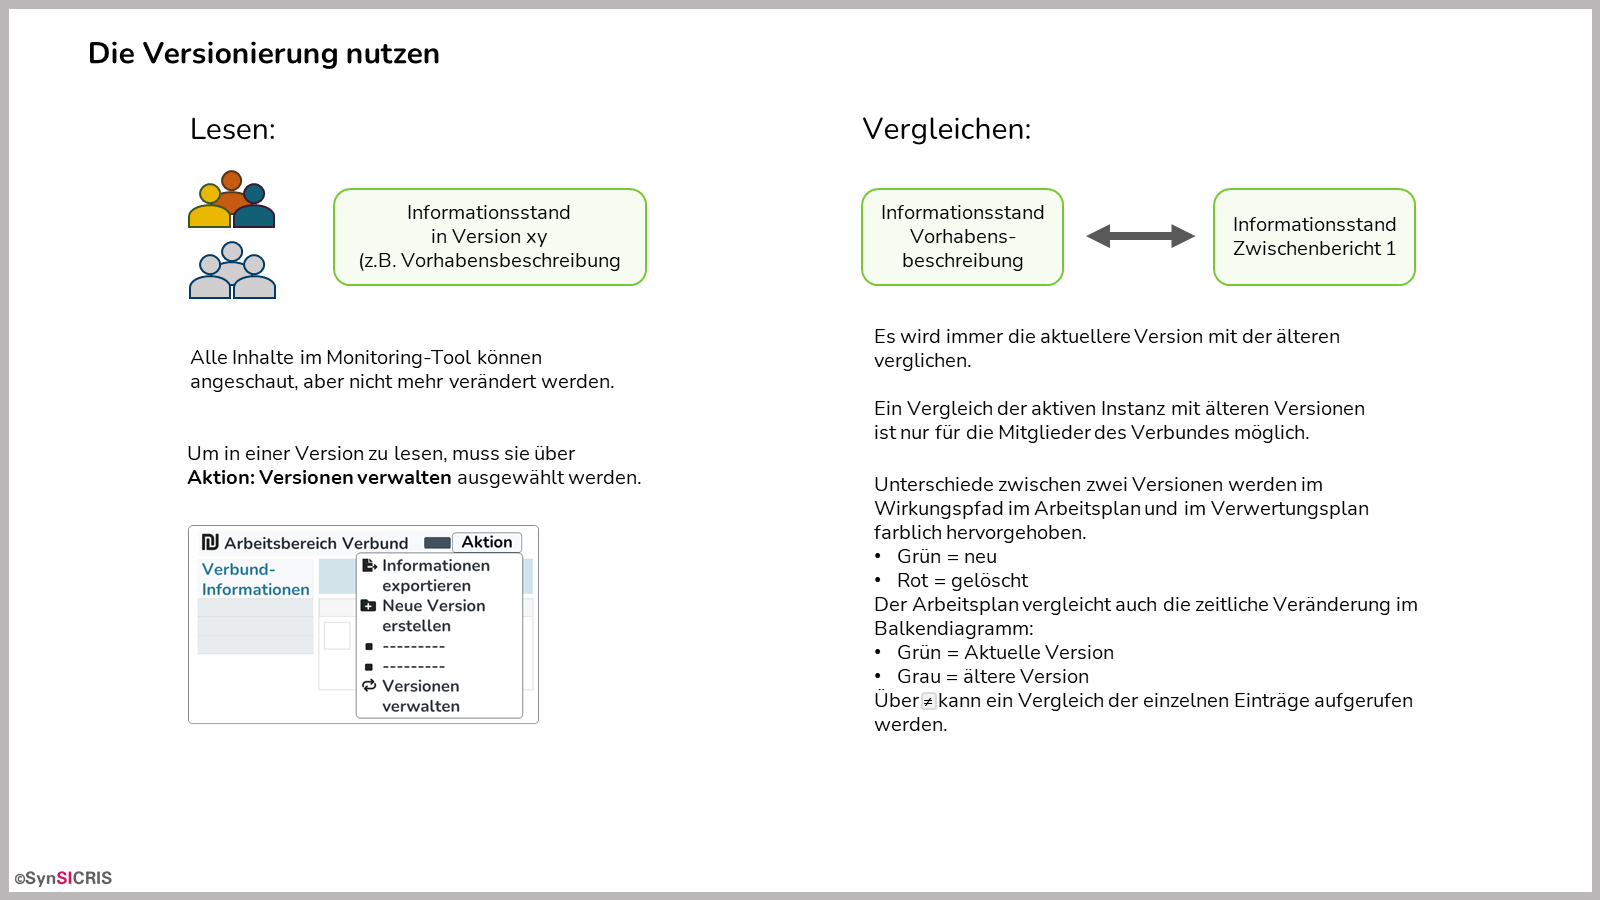 Die Versionierung nutzen
Lesen:
Informationsstand
in Version xy
(z.B. Vorhabensbeschreibung
Alle Inhalte im Monitoring-Tool können
angeschaut, aber nicht mehr verändert werden.
Um in einer Version zu lesen, muss sie über
Aktion: Versionen verwalten ausgewählt werden.
Arbeitsbereich Verbund
Aktion
Verbund-
Informationen
Informationen
exportieren
Neue Version
erstellen
---------
---------
Versionen
verwalten
Vergleichen:
Informationsstand
Vorhabens-
beschreibung
Informationsstand
Zwischenbericht 1
Es wird immer die aktuellere Version mit der älteren
verglichen.
Ein Vergleich der aktiven Instanz mit älteren Versionen
ist nur für die Mitglieder des Verbundes möglich.
Unterschiede zwischen zwei Versionen werden im
Wirkungspfad im Arbeitsplan und im Verwertungsplan
farblich hervorgehoben.
• Grün = neu
• Rot = gelöscht
Der Arbeitsplan vergleicht auch die zeitliche Veränderung im
Balkendiagramm:
• Grün = Aktuelle Version
• Grau = ältere Version
Über ≠ kann ein Vergleich der einzelnen Einträge aufgerufen
werden.
©SynSICRIS